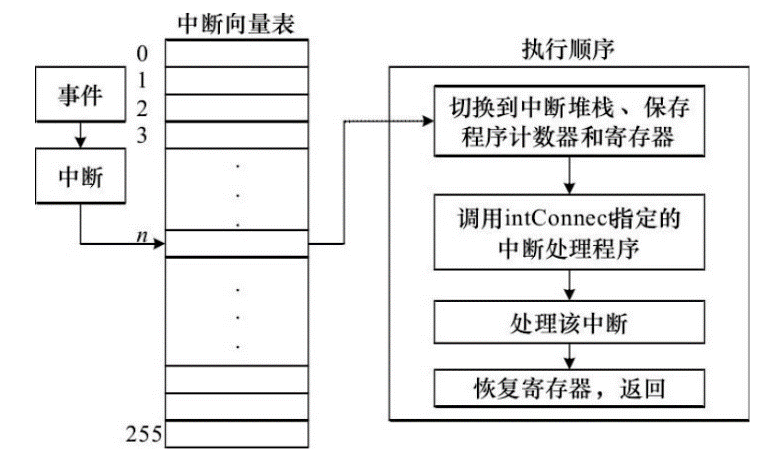 中断向量表
0
1
2
3
n
255
事件
中断
执行顺序
切换到中断堆栈、保存
程序计数器和寄存器
调用intConnect指定的
中断处理程序
处理该中断
恢复寄存器，返回